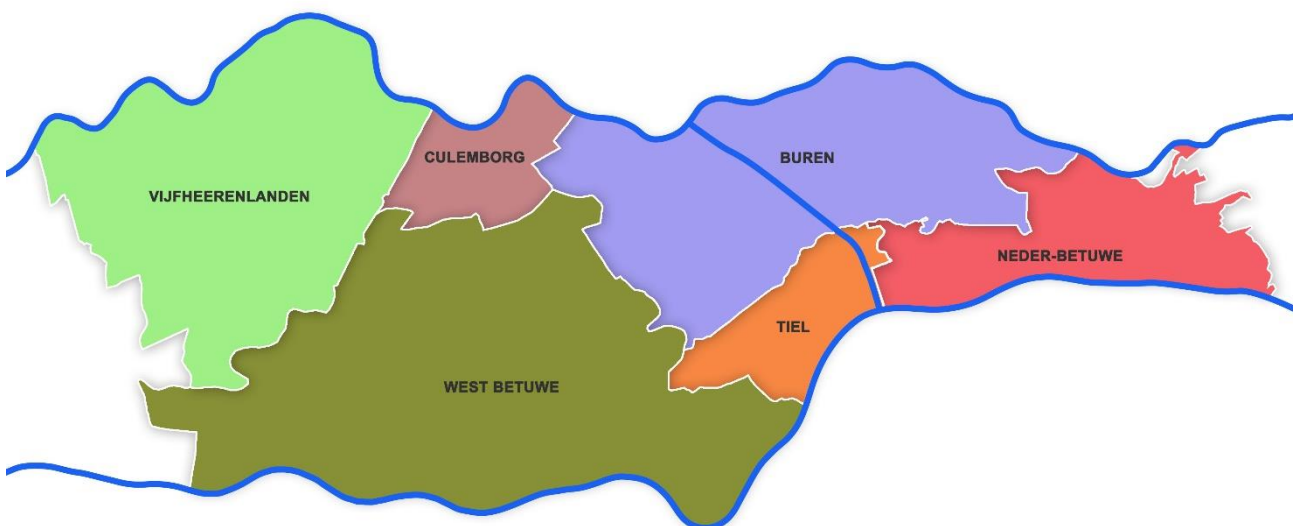 CULEMBORG
BUREN
VIJFHEERENLANDEN
NEDER-BETUWE
TIEL
WEST BETUWE